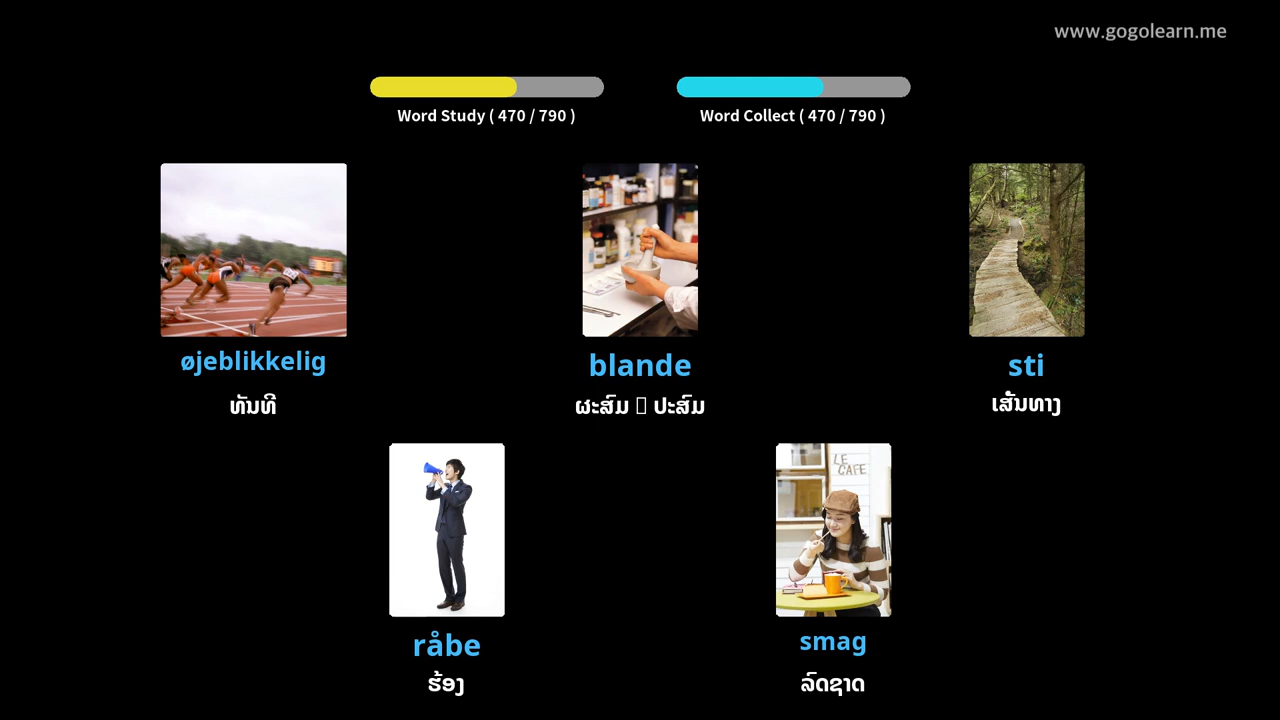 www.gogolearn.me
Word Study ( 470 / 790 )
Word Collect ( 470 / 790 )
øjeblikkelig
ທັນທີ
blande
ຜະສົມ ▯ ປະສົມ
sti
ເສັ້ນທາງ
LE
CAFE
råbe
ຮ້ອງ
smag
ລົດຊາດ